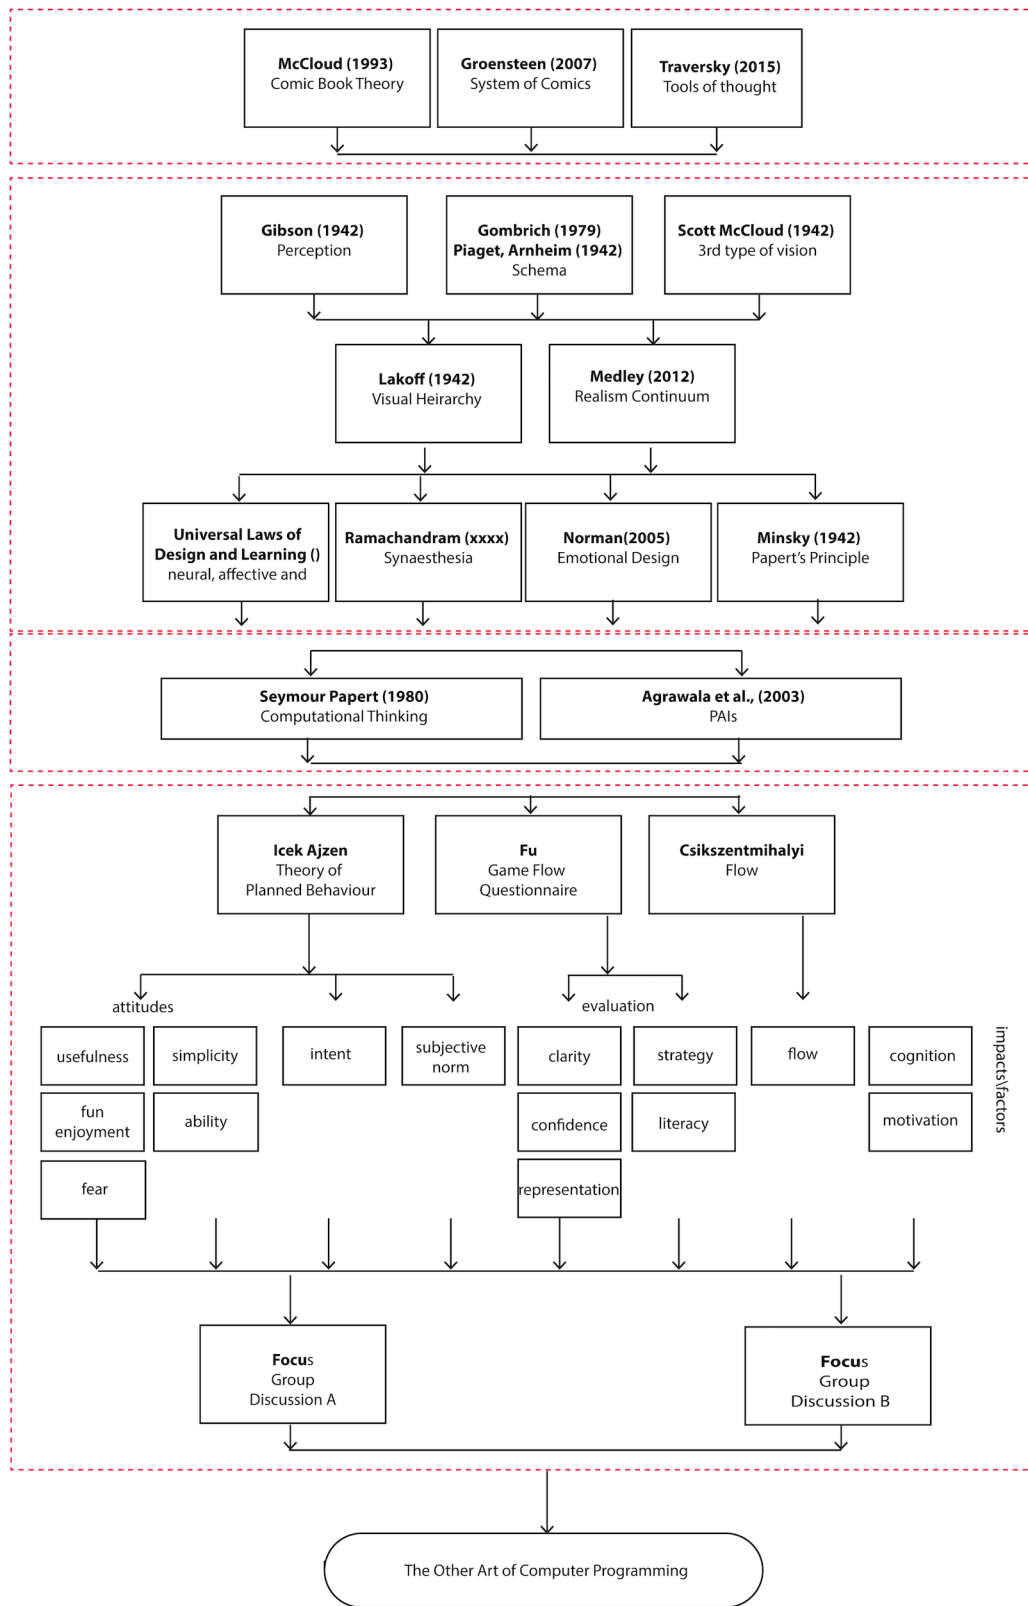 McCloud (1993)
Comic Book Theory
Groensteen (2007)
System of Comics
Traversky (2015)
Tools of thought
Gibson (1942)
Perception
Gombrich (1979)
Piaget, Arnheim (1942)
Schema
Scott McCloud (1942)
3rd type of vision
Lakoff (1942)
Visual Heirarchy
Medley (2012)
Realism Continuum
Universal Laws of
Design and Learning ()
neural, affective and
Ramachandram (xxxx)
Synaesthesia
Norman(2005)
Emotional Design
Minsky (1942)
Papert’s Principle
Seymour Papert (1980)
Computational Thinking
Agrawala et al., (2003)
PAIs
Icek Ajzen
Theory of
Planned Behaviour
Fu
Game Flow
Questionnaire
Csikszentmihalyi
Flow
attitudes
evaluation
usefulness
simplicity
intent
subjective
norm
clarity
strategy
flow
cognition
impacts\factors
fun
enjoyment
ability
confidence
literacy
motivation
fear
representation
Focus
Group
Discussion A
Focus
Group
Discussion B
The Other Art of Computer Programming